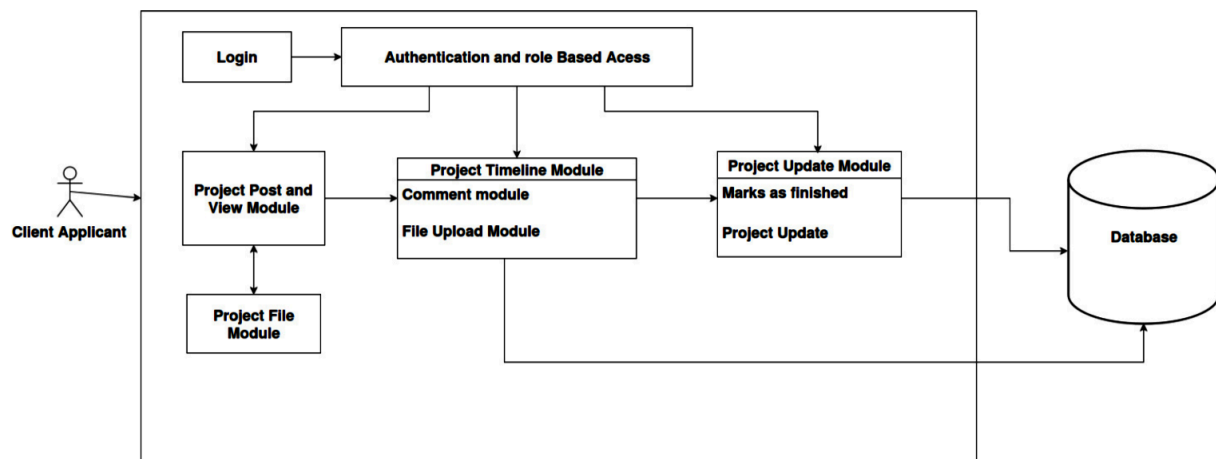 Login
Authentication and role Based Acess
Client Applicant
Project Post and
View Module
Project Timeline Module
Comment module
File Upload Module
Project Update Module
Marks as finished
Project Update
Database
Project File
Module